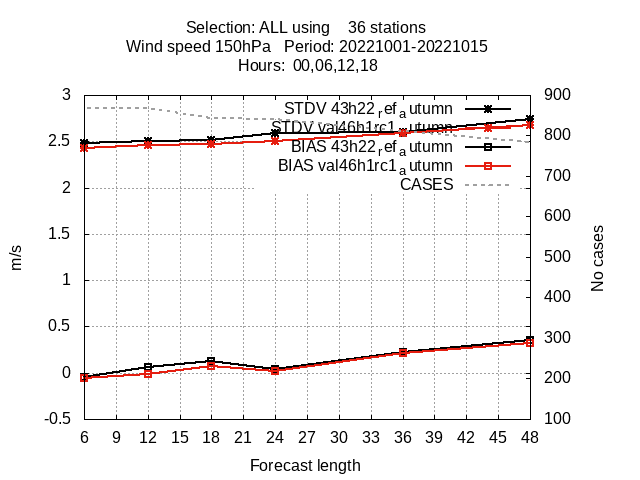 Selection: ALL using 36 stations
Wind speed 150hPa Period: 20221001-20221015
Hours: 00,06,12,18
STDV 43h22_ref_autumn
STDV val46h1rc1_autumn
BIAS 43h22_ref_autumn
BIAS val46h1rc1_autumn
CASES
3
2.5
2
1.5
1
0.5
0
-0.5
m/s
900
800
700
600
500
400
300
200
100
No cases
6 9 12 15 18 21 24 27 30 33 36 39 42 45 48
Forecast length